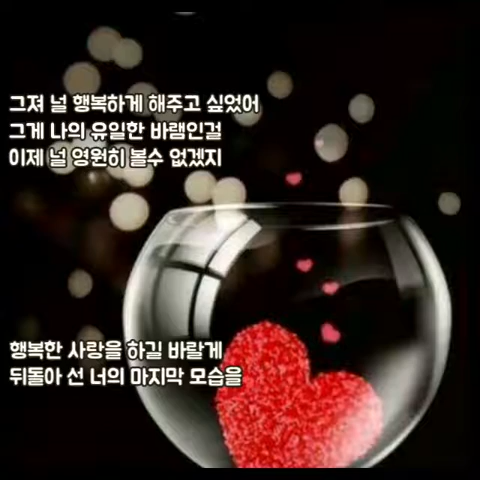 그져 널 행복하게 해주고 싶었어
그게 나의 유일한 바램인걸
이제 널 영원히 볼수 없겠지
행복한 사랑을 하길 바랄게
뒤돌아 선 너의 마지막 모습을